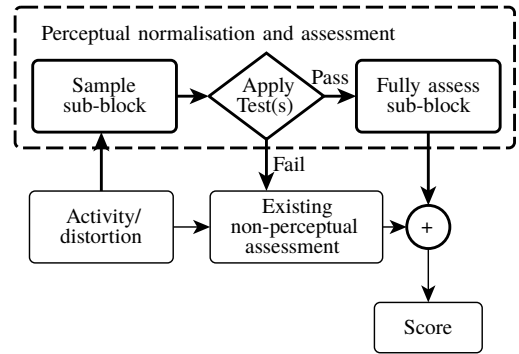 Perceptual normalisation and assessment
Sample
sub-block
Apply
Test(s)
Pass
Fully assess
sub-block
Fail
Activity/
distortion
Existing
non-perceptual
assessment
+
Score